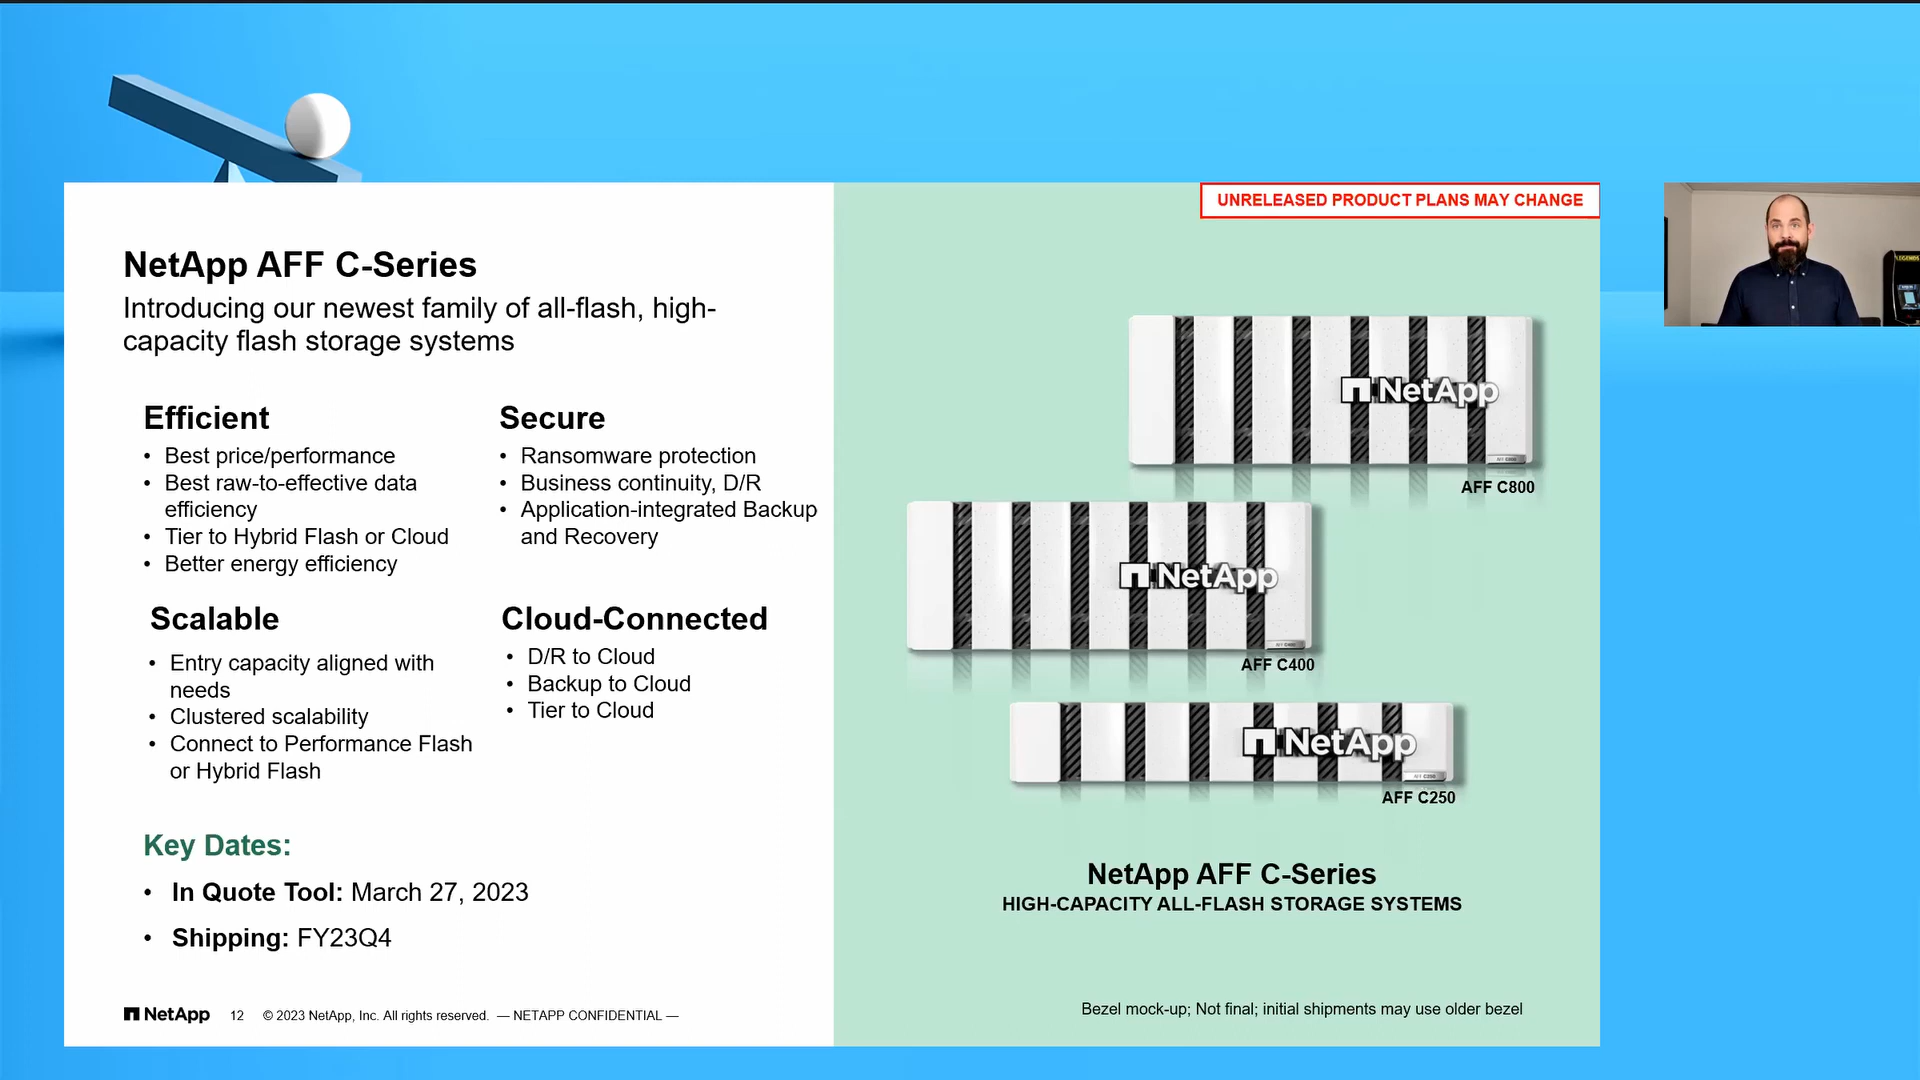 UNRELEASED PRODUCT PLANS MAY CHANGE
NetApp AFF C-Series
Introducing our newest family of all-flash, high-
capacity flash storage systems
Efficient
• Best price/performance
• Best raw-to-effective data
efficiency
• Tier to Hybrid Flash or Cloud
• Better energy efficiency
Secure
• Ransomware protection
• Business continuity, D/R
• Application-integrated Backup
and Recovery
Scalable
• Entry capacity aligned with
needs
• Clustered scalability
• Connect to Performance Flash
or Hybrid Flash
Cloud-Connected
• D/R to Cloud
• Backup to Cloud
• Tier to Cloud
Key Dates:
• In Quote Tool: March 27, 2023
• Shipping: FY23Q4
NetApp 12 © 2023 NetApp, Inc. All rights reserved. — NETAPP CONFIDENTIAL —
NetApp
AFF C800
NetApp
AFF C400
NetApp
AFF C250
AFF C250
NetApp AFF C-Series
HIGH-CAPACITY ALL-FLASH STORAGE SYSTEMS
Bezel mock-up; Not final; initial shipments may use older bezel
LEGENDS